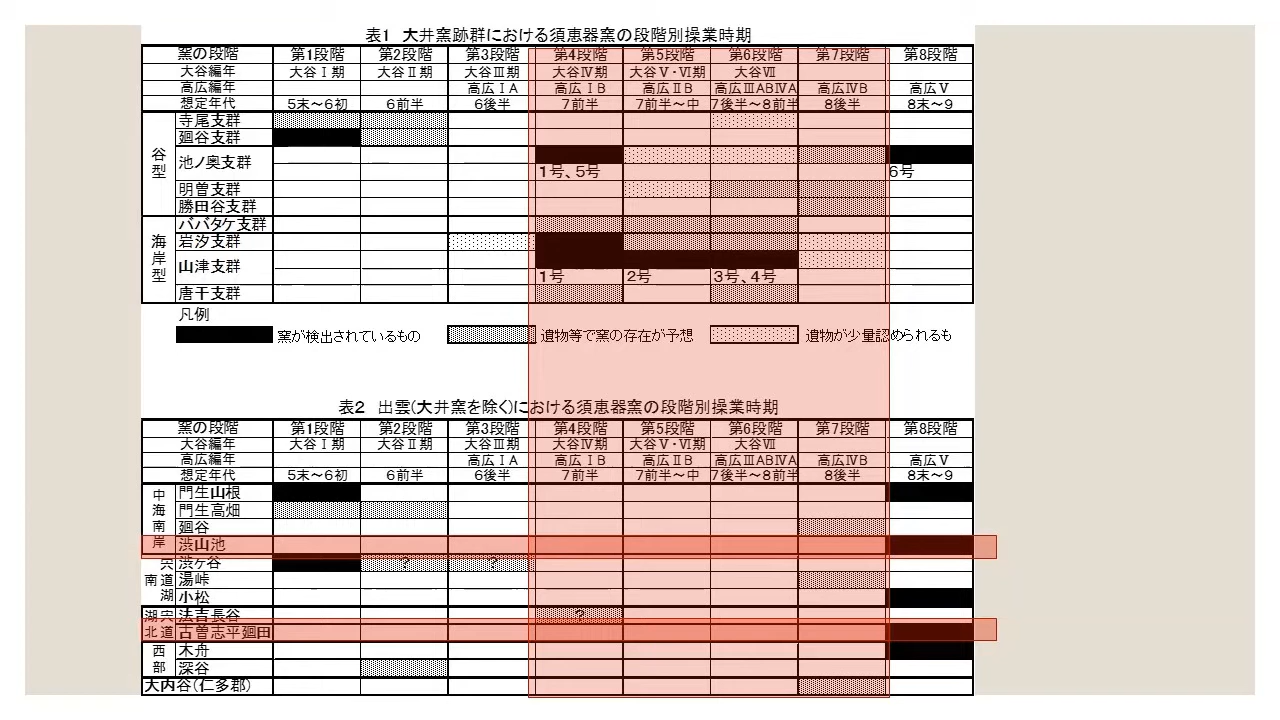 表1 大井窯跡群における須恵器窯の段階別操業時期
窯の段階 第1段階 第2段階 第3段階 第4段階 第5段階 第6段階 第7段階 第8段階
大谷編年 大谷Ⅰ期 大谷Ⅱ期 大谷Ⅲ期 大谷Ⅳ期 大谷Ⅴ・Ⅵ期 大谷Ⅶ
高広編年 高広ⅠA 高広ⅠB 高広ⅡB 高広ⅢABⅣA 高広ⅣB 高広Ⅴ
想定年代 5末～6初 6前半 6後半 7前半 7前半～中 7後半～8前半 8後半 8末～9
谷型
寺尾支群
廻谷支群
池ノ奥支群
1号、5号 6号
明曽支群
勝田谷支群
海岸型
ババタケ支群
岩汐支群
山津支群
1号 2号 3号、4号
唐干支群
凡例
窯が検出されているもの 遺物等で窯の存在が予想 遺物が少量認められるも
表2 出雲(大井窯を除く)における須恵器窯の段階別操業時期
窯の段階 第1段階 第2段階 第3段階 第4段階 第5段階 第6段階 第7段階 第8段階
大谷編年 大谷Ⅰ期 大谷Ⅱ期 大谷Ⅲ期 大谷Ⅳ期 大谷Ⅴ・Ⅵ期 大谷Ⅶ
高広編年 高広ⅠA 高広ⅠB 高広ⅡB 高広ⅢABⅣA 高広ⅣB 高広Ⅴ
想定年代 5末～6初 6前半 6後半 7前半 7前半～中 7後半～8前半 8後半 8末～9
中海南岸
門生山根
門生高畑
廻谷
渋山池
宍道湖南
渋ヶ谷 ? ?
湯峠
小松
宍道湖北
法吉長谷 ?
古曽志平廻田
西部
木舟
深谷
大内谷(仁多郡)